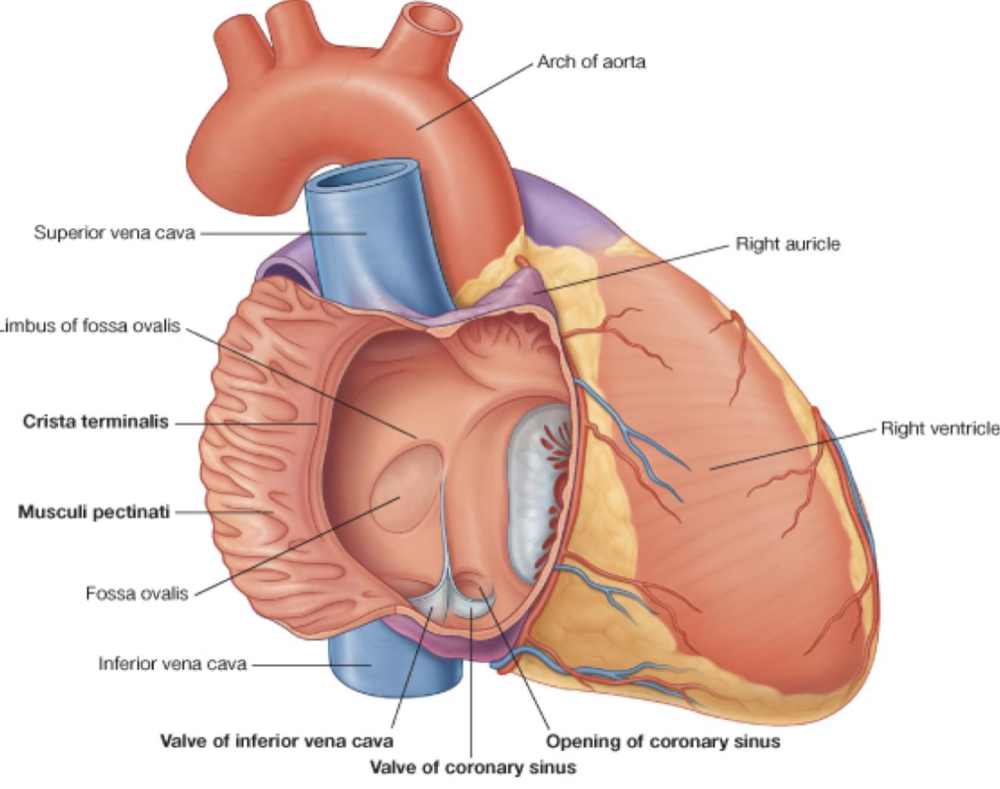 Arch of aorta
Superior vena cava
Right auricle
Limbus of fossa ovalis
Crista terminalis
Right ventricle
Musculi pectinati
Fossa ovalis
Inferior vena cava
Valve of inferior vena cava
Opening of coronary sinus
Valve of coronary sinus